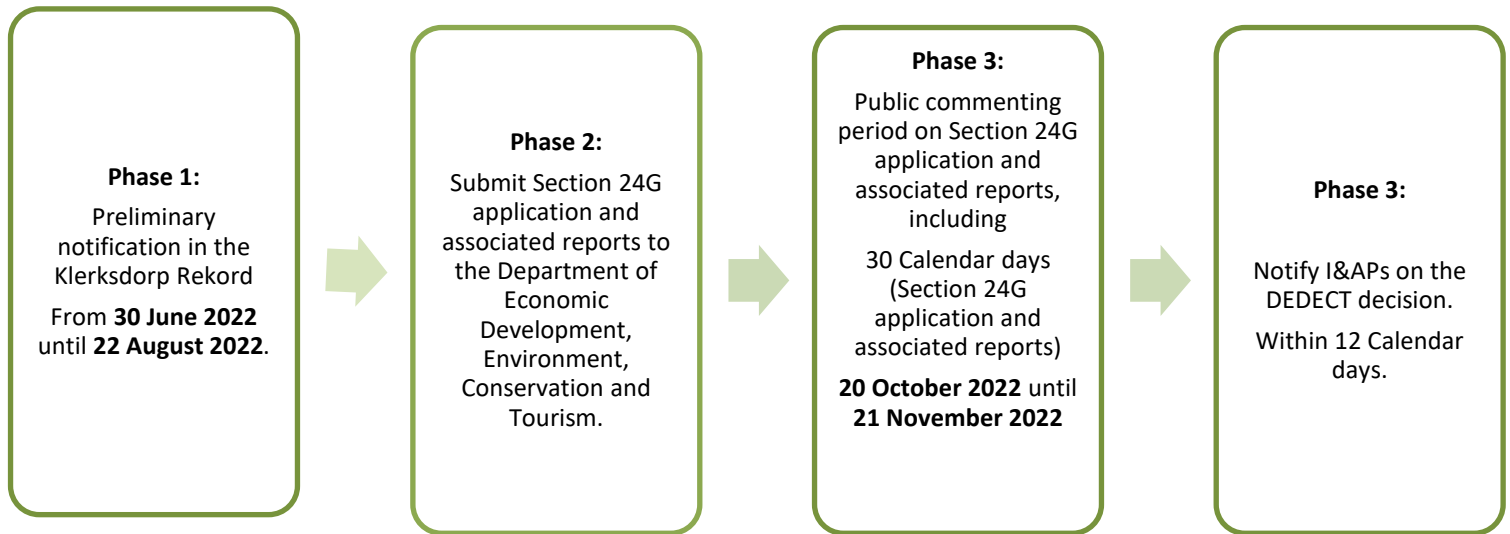 Phase 1:
Preliminary
notification in the
Klerksdorp Rekord
From 30 June 2022
until 22 August 2022.
Phase 2:
Submit Section 24G
application and
associated reports to
the Department of
Economic
Development,
Environment,
Conservation and
Tourism.
Phase 3:
Public commenting
period on Section 24G
application and
associated reports,
including
30 Calendar days
(Section 24G
application and
associated reports)
20 October 2022 until
21 November 2022
Phase 3:
Notify I&APs on the
DEDECT decision.
Within 12 Calendar
days.